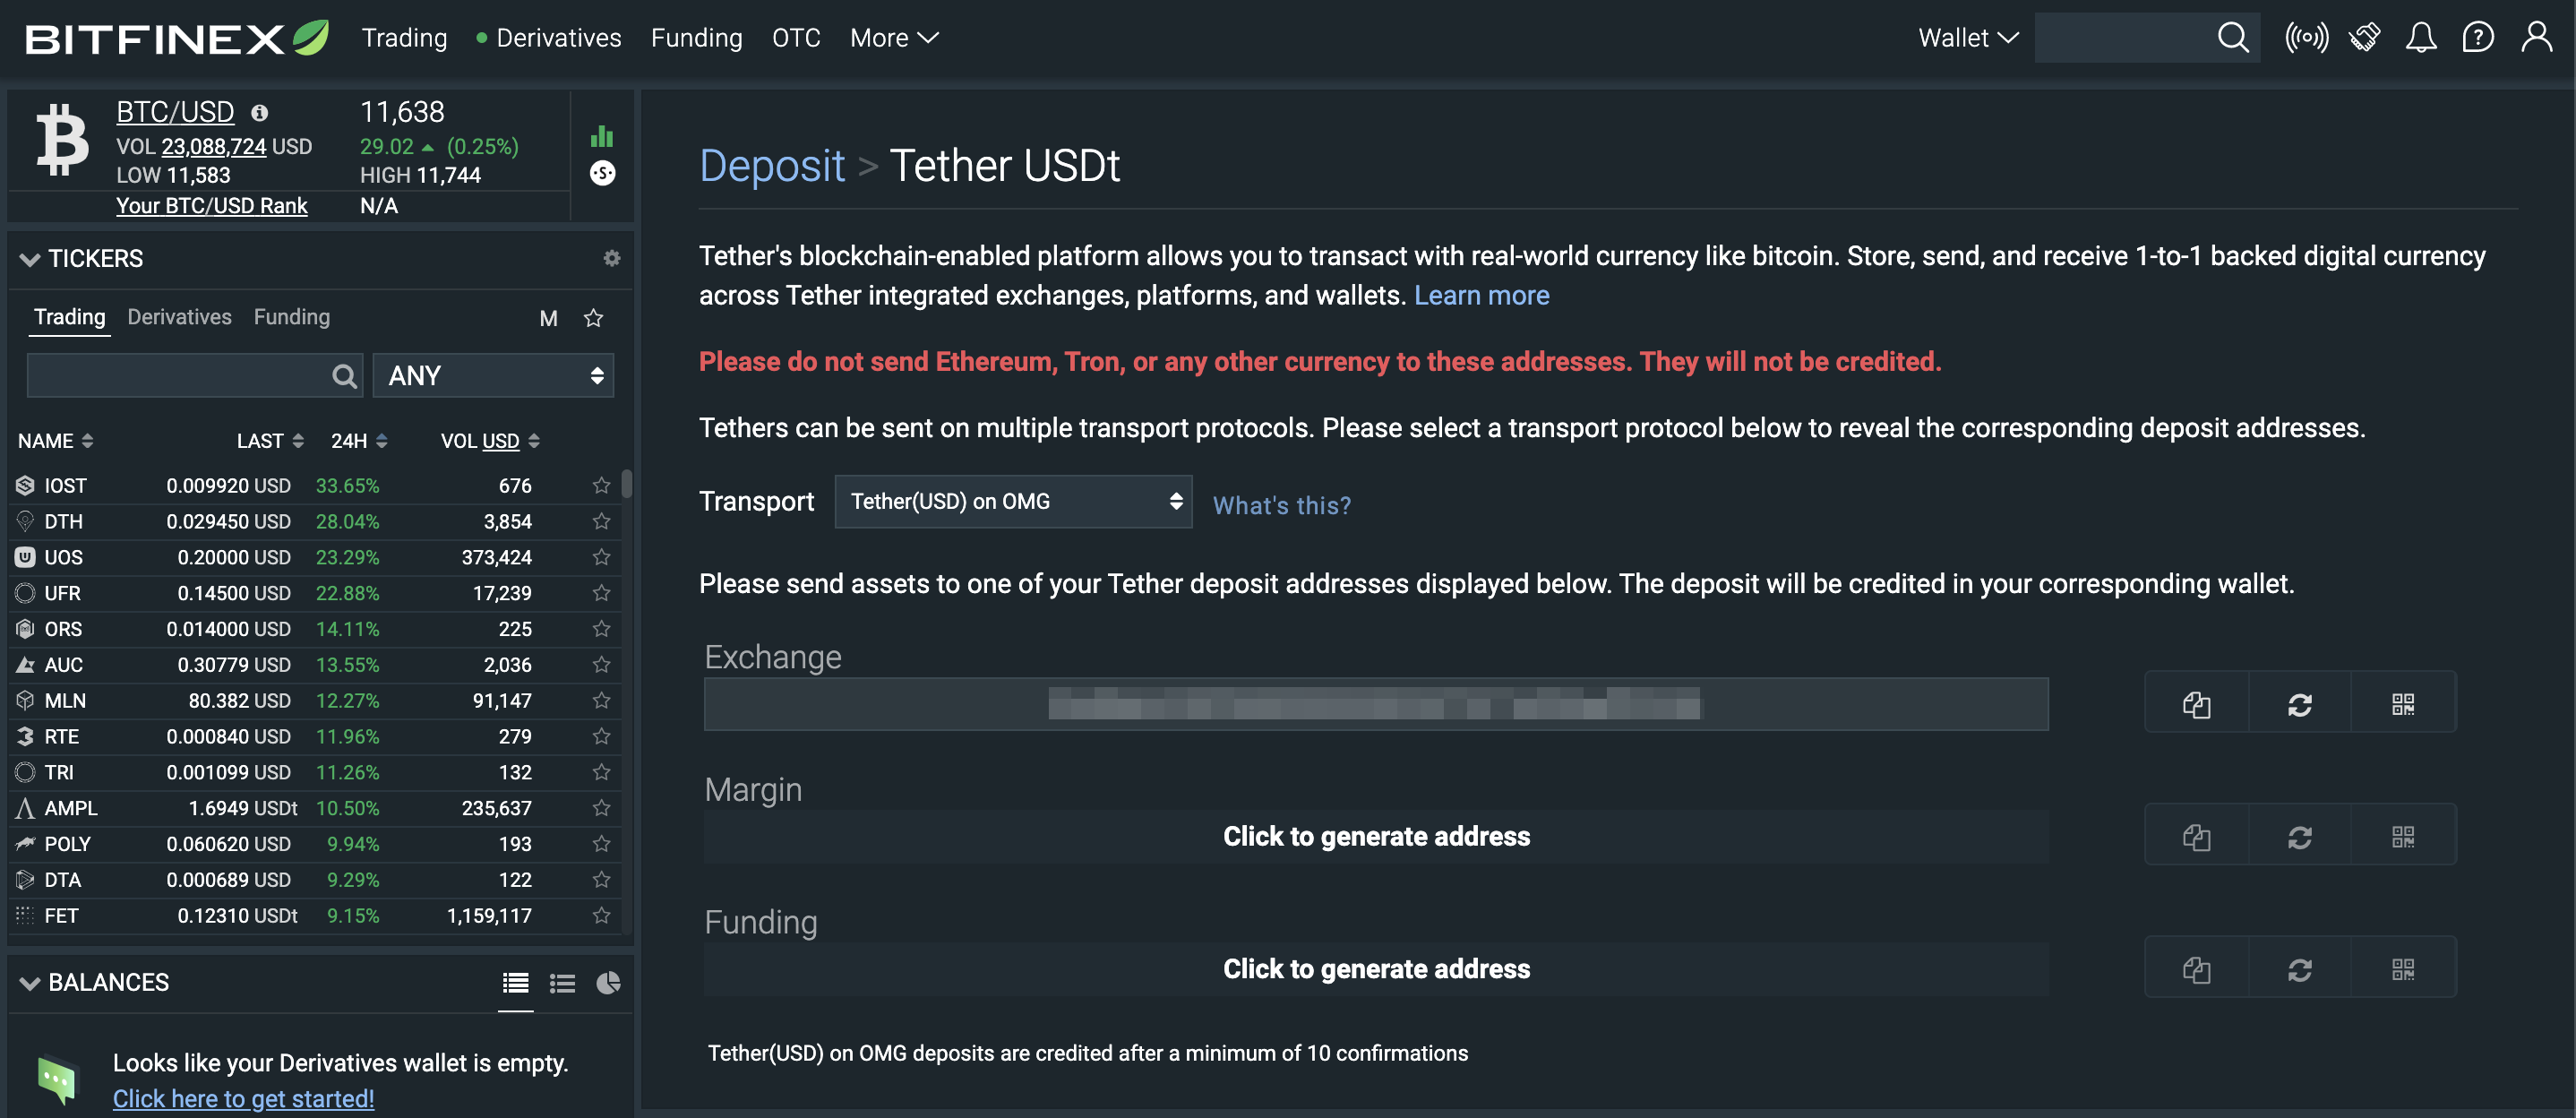 BITFINEX Trading Derivatives Funding OTC More Wallet
BTC/USD 11,638
VOL 23,088,724 USD 29.02 (0.25%)
LOW 11,583 HIGH 11,744
Your BTC/USD Rank N/A
TICKERS
Trading Derivatives Funding M
ANY
NAME LAST 24H VOL USD
IOST 0.009920 USD 33.65% 676
DTH 0.029450 USD 28.04% 3,854
UOS 0.20000 USD 23.29% 373,424
UFR 0.14500 USD 22.88% 17,239
ORS 0.014000 USD 14.11% 225
AUC 0.30779 USD 13.55% 2,036
MLN 80.382 USD 12.27% 91,147
RTE 0.000840 USD 11.96% 279
TRI 0.001099 USD 11.26% 132
AMPL 1.6949 USDt 10.50% 235,637
POLY 0.060620 USD 9.94% 193
DTA 0.000689 USD 9.29% 122
FET 0.12310 USDt 9.15% 1,159,117
BALANCES
Looks like your Derivatives wallet is empty.
Click here to get started!
Deposit > Tether USDt
Tether's blockchain-enabled platform allows you to transact with real-world currency like bitcoin. Store, send, and receive 1-to-1 backed digital currency
across Tether integrated exchanges, platforms, and wallets. Learn more
Please do not send Ethereum, Tron, or any other currency to these addresses. They will not be credited.
Tethers can be sent on multiple transport protocols. Please select a transport protocol below to reveal the corresponding deposit addresses.
Transport Tether(USD) on OMG What's this?
Please send assets to one of your Tether deposit addresses displayed below. The deposit will be credited in your corresponding wallet.
Exchange
Margin
Click to generate address
Funding
Click to generate address
Tether(USD) on OMG deposits are credited after a minimum of 10 confirmations